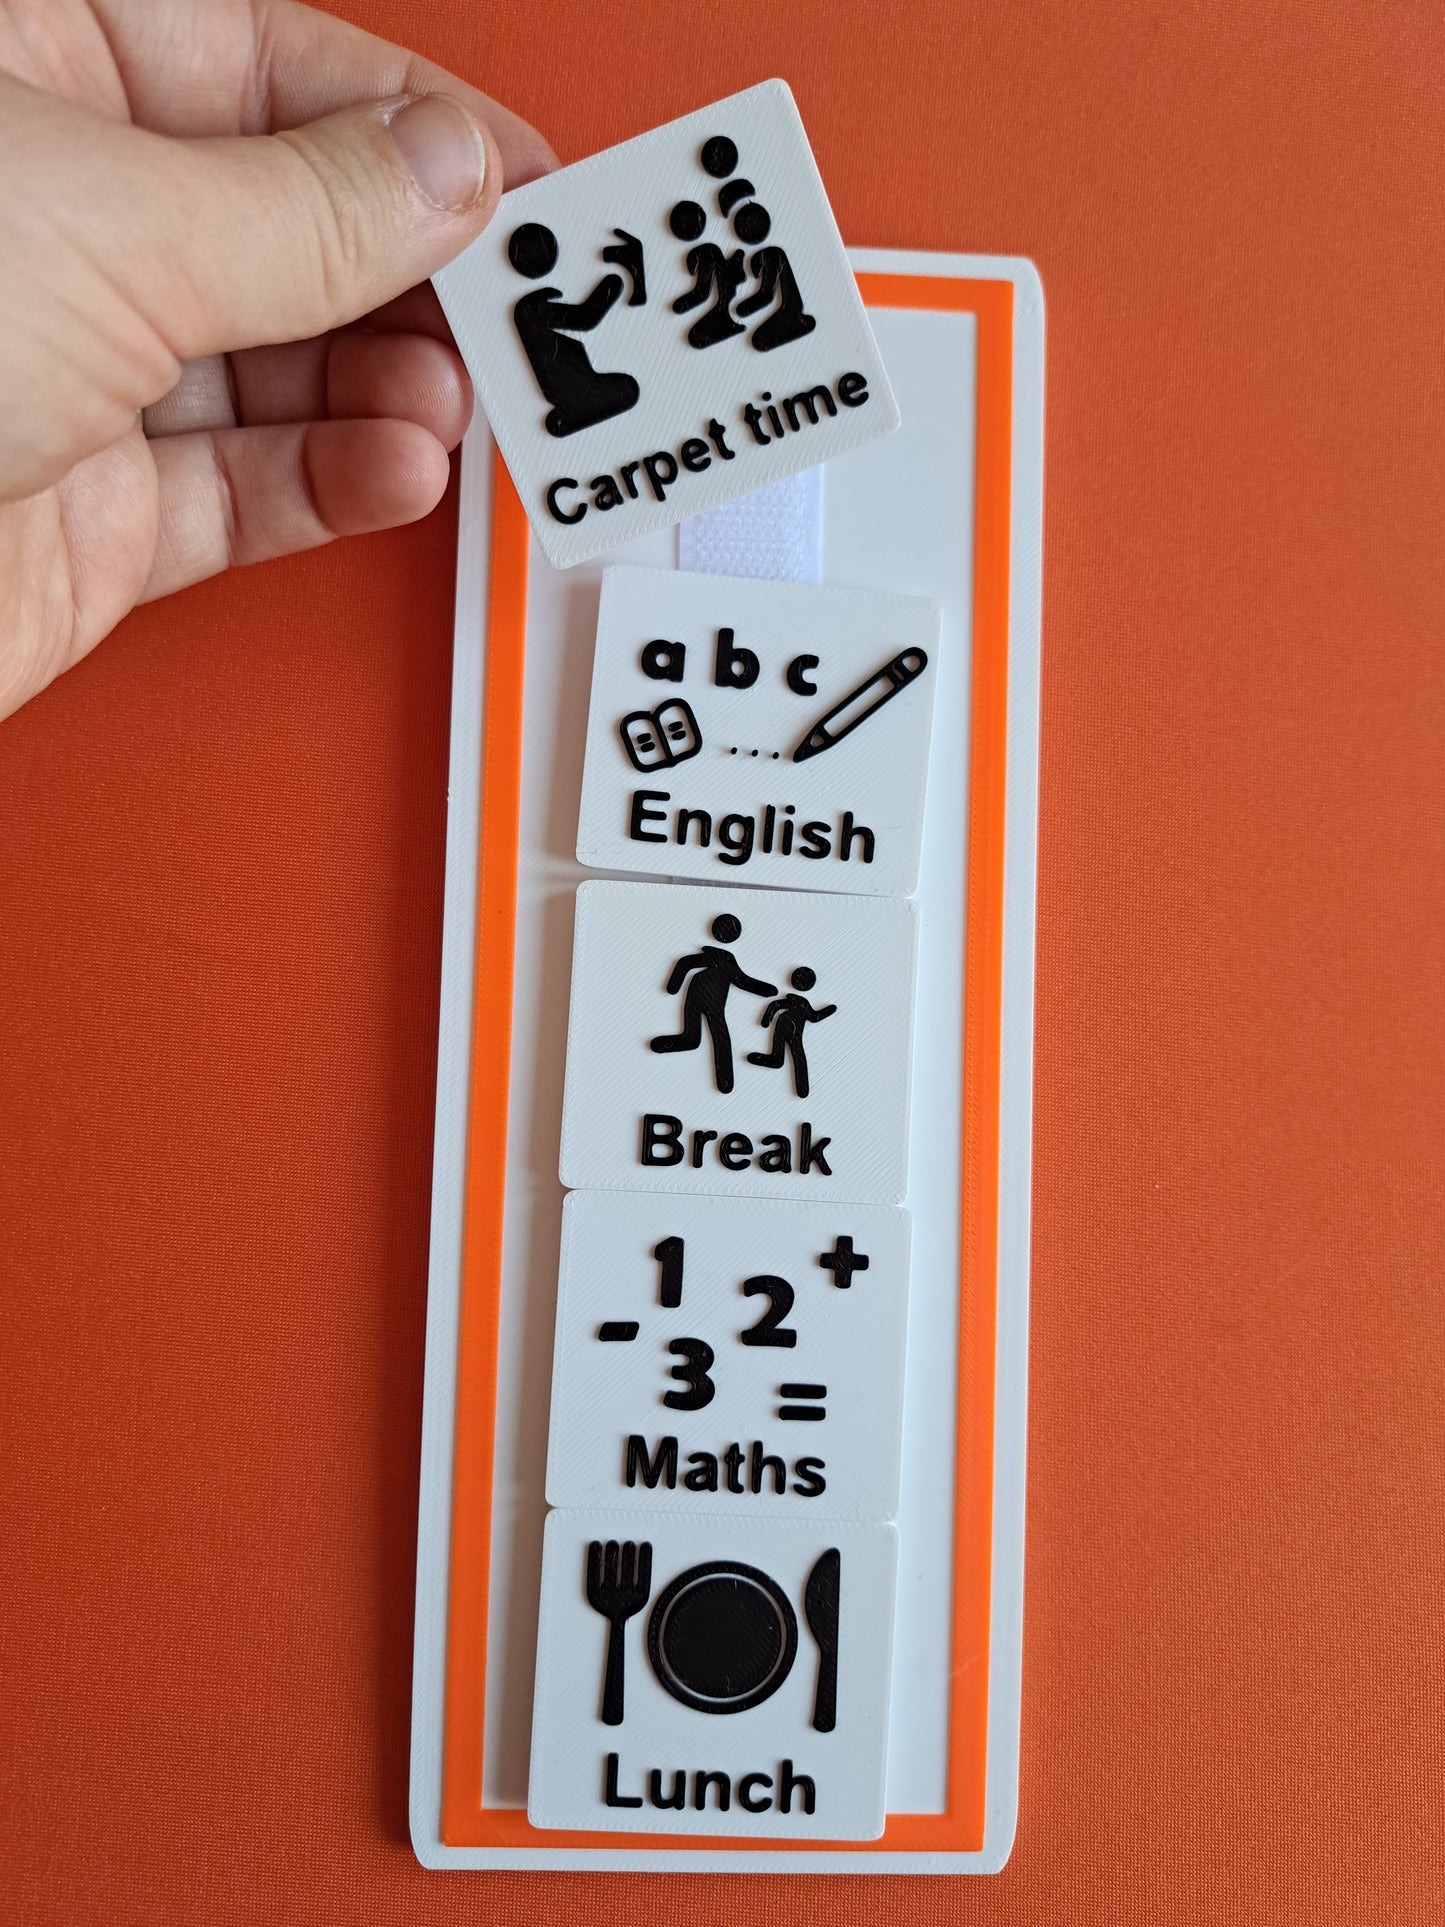 Carpet time
a b c
...
English
Break
1
2 +
-
3
=
Maths
Lunch